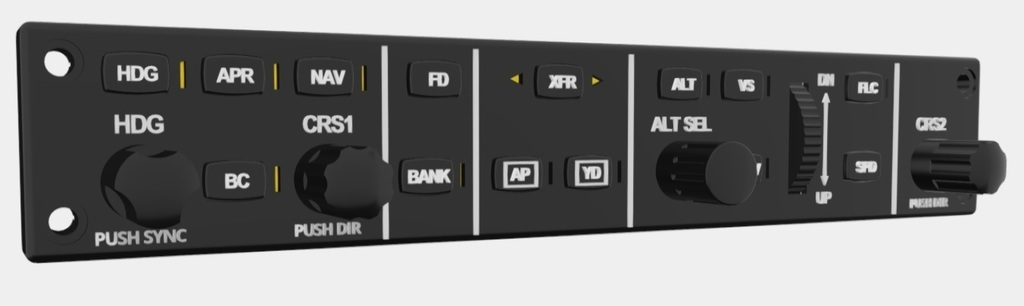 HDG APR NAV FD XFR ALT VS DN FLC
HDG CRS1 ALT SEL CRS2
BC BANK AP YD SPD
UP
PUSH SYNC PUSH DIR PUSH DIR